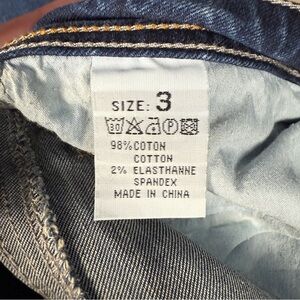 SIZE: 3
98% COTON
COTTON
2% ELASTHANNE
SPANDEX
MADE IN CHINA